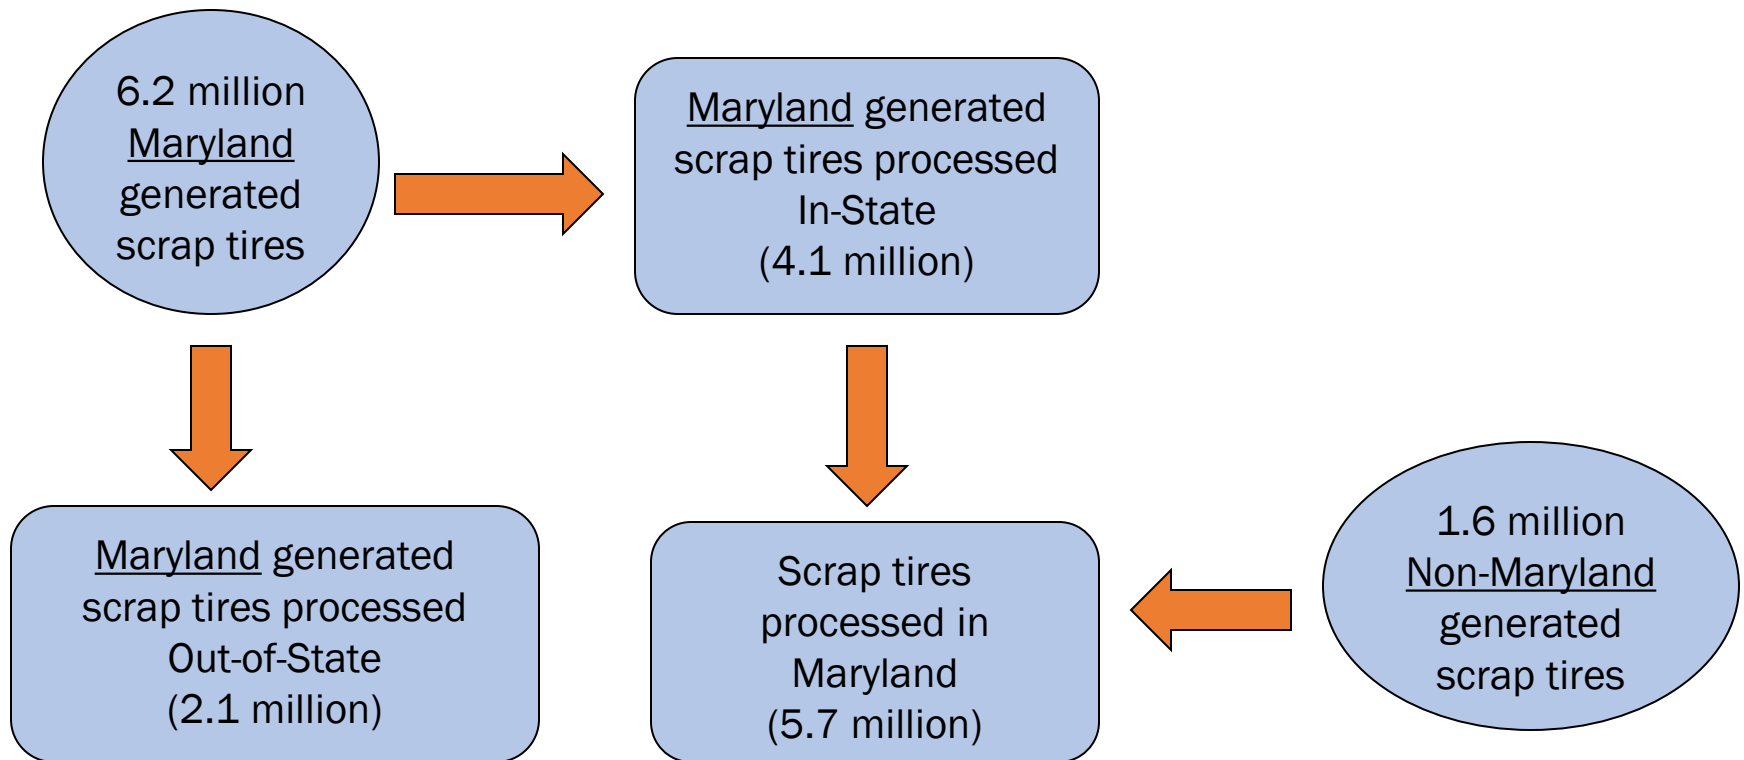 6.2 million
Maryland
generated
scrap tires
Maryland generated
scrap tires processed
In-State
(4.1 million)
Maryland generated
scrap tires processed
Out-of-State
(2.1 million)
Scrap tires
processed in
Maryland
(5.7 million)
1.6 million
Non-Maryland
generated
scrap tires